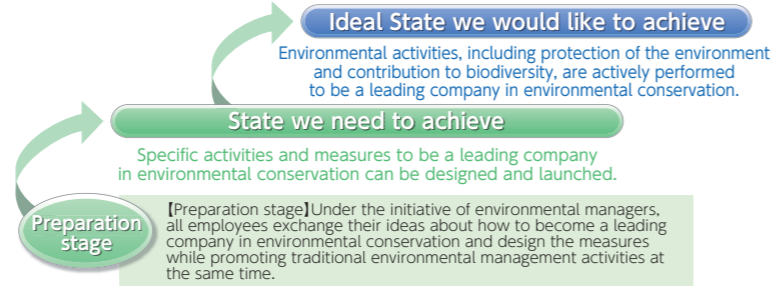 Ideal State we would like to achieve
Environmental activities, including protection of the environment
and contribution to biodiversity, are actively performed
to be a leading company in environmental conservation.
State we need to achieve
Specific activities and measures to be a leading company
in environmental conservation can be designed and launched.
Preparation
stage
【Preparation stage】Under the initiative of environmental managers,
all employees exchange their ideas about how to become a leading
company in environmental conservation and design the measures
while promoting traditional environmental management activities at
the same time.